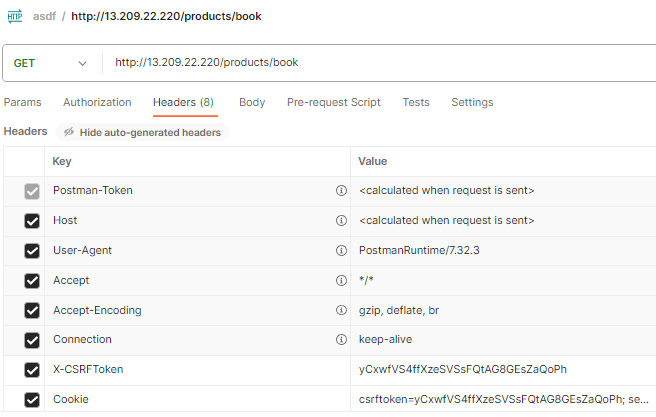 HTTP asdf / http://13.209.22.220/products/book
GET http://13.209.22.220/products/book
Params Authorization Headers (8) Body Pre-request Script Tests Settings
Headers Hide auto-generated headers
Key Value
Postman-Token <calculated when request is sent>
Host <calculated when request is sent>
User-Agent PostmanRuntime/7.32.3
Accept */*
Accept-Encoding gzip, deflate, br
Connection keep-alive
X-CSRFToken yCxwfVS4ffXzeSVSsFQtAG8GEsZaQoPh
Cookie csrftoken=yCxwfVS4ffXzeSVSsFQtAG8GEsZaQoPh; se...